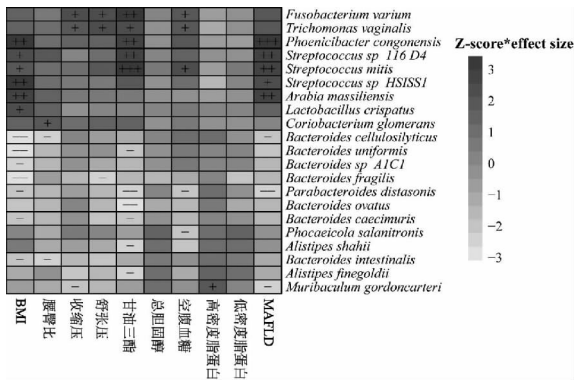 Fusobacterium varium
Trichomonas vaginalis
Phoenicibacter congonensis
Streptococcus sp 116 D4
Streptococcus mitis
Streptococcus sp HSISS1
Arabia massiliensis
Lactobacillus crispatus
Coriobacterium glomerans
Bacteroides cellulosilyticus
Bacteroides uniformis
Bacteroides sp A1C1
Bacteroides fragilis
Parabacteroides distasonis
Bacteroides ovatus
Bacteroides caecimuris
Phocaeicola salanitronis
Alistipes shahii
Bacteroides intestinalis
Alistipes finegoldii
Muribaculum gordoncarteri
Z-score*effect size
3
2
1
0
−1
−2
−3
BMI
腰臀比
收缩压
舒张压
甘油三酯
总胆固醇
空腹血糖
高密度脂蛋白
低密度脂蛋白
MAFLD